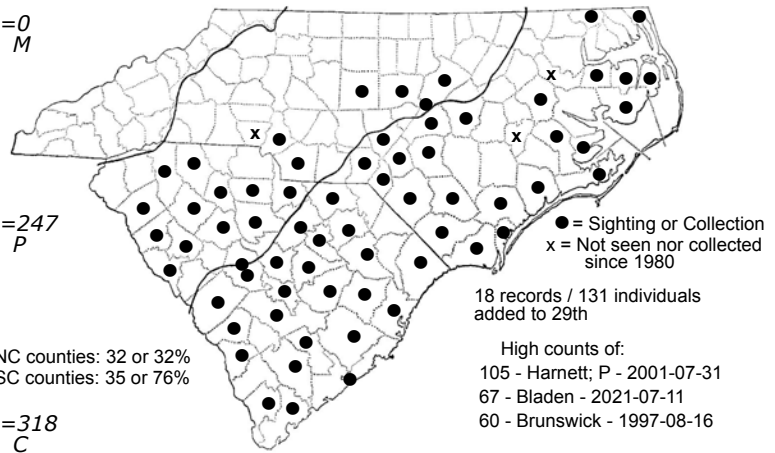 =0
M
=247
P
=318
C
NC counties: 32 or 32%
SC counties: 35 or 76%
● = Sighting or Collection
x = Not seen nor collected
since 1980
18 records / 131 individuals
added to 29th
High counts of:
105 - Harnett; P - 2001-07-31
67 - Bladen - 2021-07-11
60 - Brunswick - 1997-08-16
x
x
x